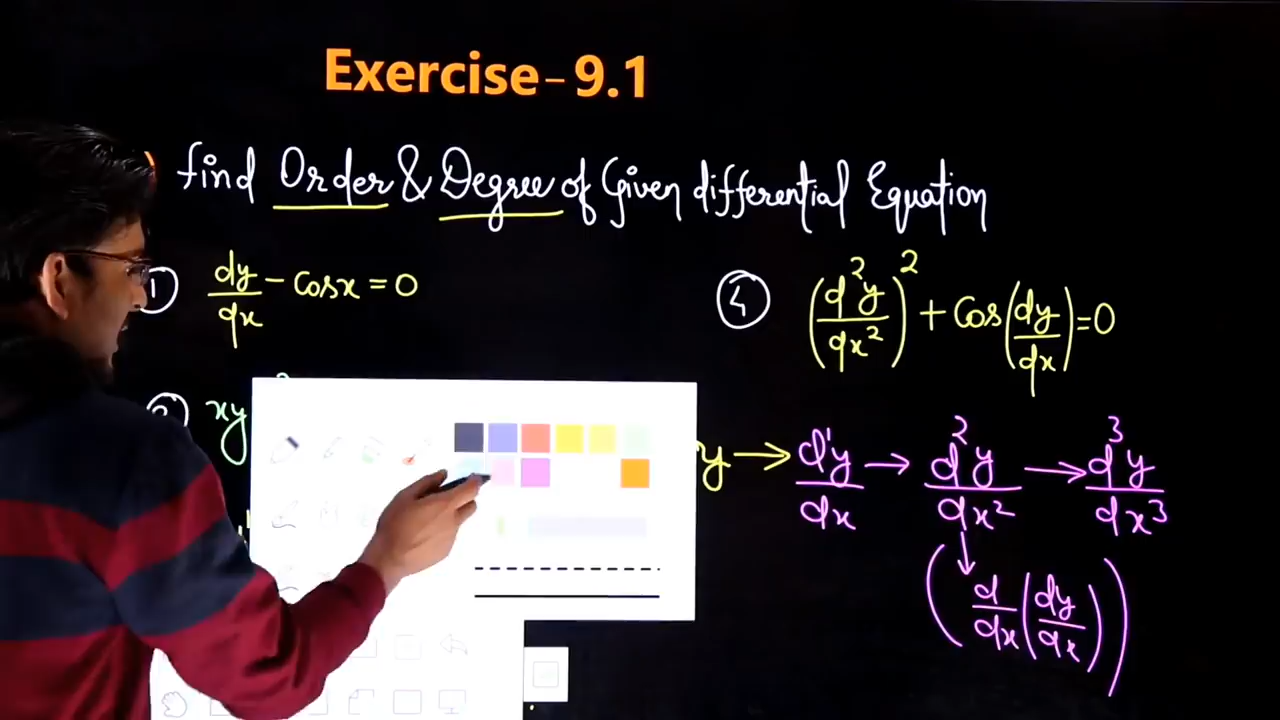 Exercise-9.1
find Order & Degree of Given differential Equation
① dy/dx - Cosx = 0
④ (d²y/dx²)² + Cos(dy/dx) = 0
xy
y → d¹y/dx → d²y/dx² → d³y/dx³
(d/dx(dy/dx))